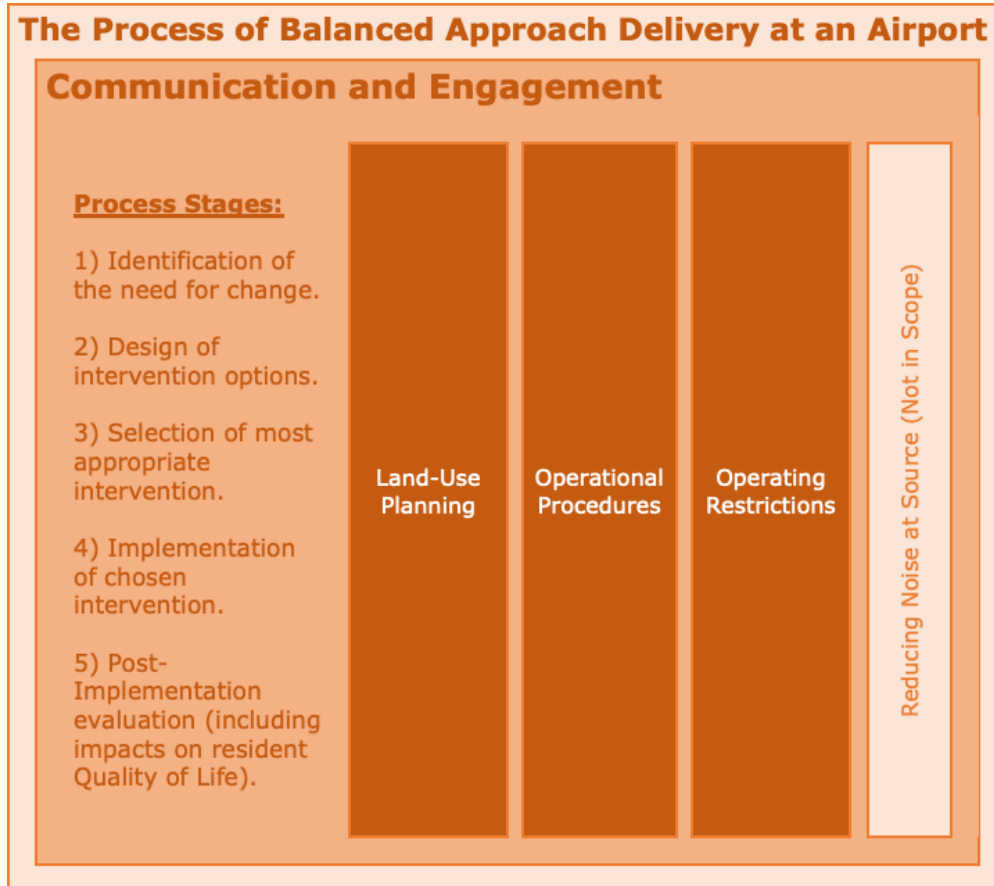 The Process of Balanced Approach Delivery at an Airport
Communication and Engagement
Process Stages:
1) Identification of
the need for change.
2) Design of
intervention options.
3) Selection of most
appropriate
intervention.
4) Implementation
of chosen
intervention.
5) Post-
Implementation
evaluation (including
impacts on resident
Quality of Life).
Land-Use
Planning
Operational
Procedures
Operating
Restrictions
Reducing Noise at Source (Not in Scope)